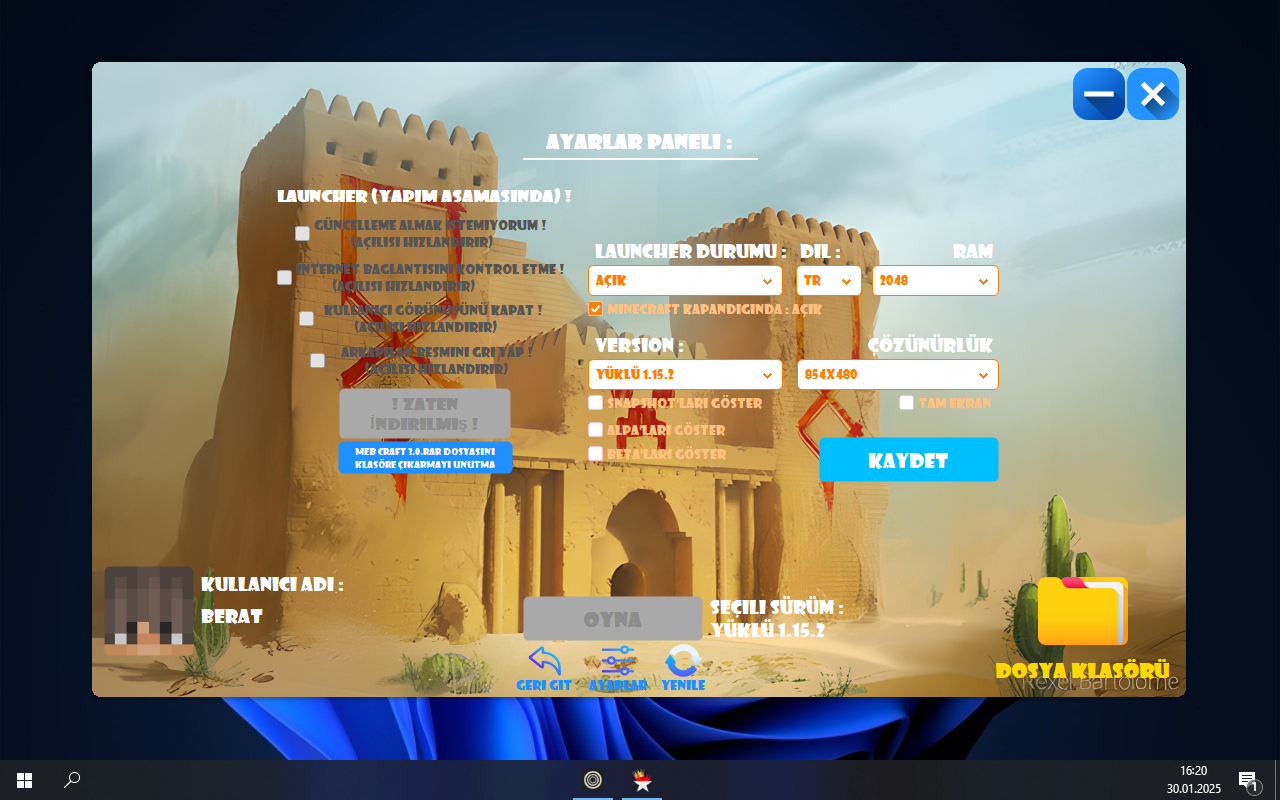 AYARLAR PANELI :
LAUNCHER (YAPIM ASAMASINDA) !
GÜNCELLEME ALMAK ISTEMIYORUM !
(AÇILISI HIZLANDIRIR)
INTERNET BAGLANTISINI KONTROL ETME !
(AÇILISI HIZLANDIRIR)
KULLANICI GÖRÜNÜSÜNÜ KAPAT !
(AÇILISI HIZLANDIRIR)
ARKAPLAN RESMINI GRI YAP !
(AÇILISI HIZLANDIRIR)
! ZATEN
İNDIRILMIŞ !
MEB CRAFT 3.0.RAR DOSYASINI
KLASÖRE ÇIKARMAYI UNUTMA
LAUNCHER DURUMU : DIL : RAM
AÇIK TR 2048
MINECRAFT KAPANDIGINDA : AÇIK
VERSION : ÇÖZÜNÜRLÜK
YÜKLÜ 1.15.2 854X480
SNAPSHOT'LARI GÖSTER TAM EKRAN
ALPA'LARI GÖSTER
BETA'LARI GÖSTER
KAYDET
KULLANICI ADI :
BERAT
OYNA
SEÇILI SÜRÜM :
YÜKLÜ 1.15.2
GERI GIT AYARLAR YENILE
DOSYA KLASÖRÜ
Rexel Bartolome
16:20
30.01.2025
1